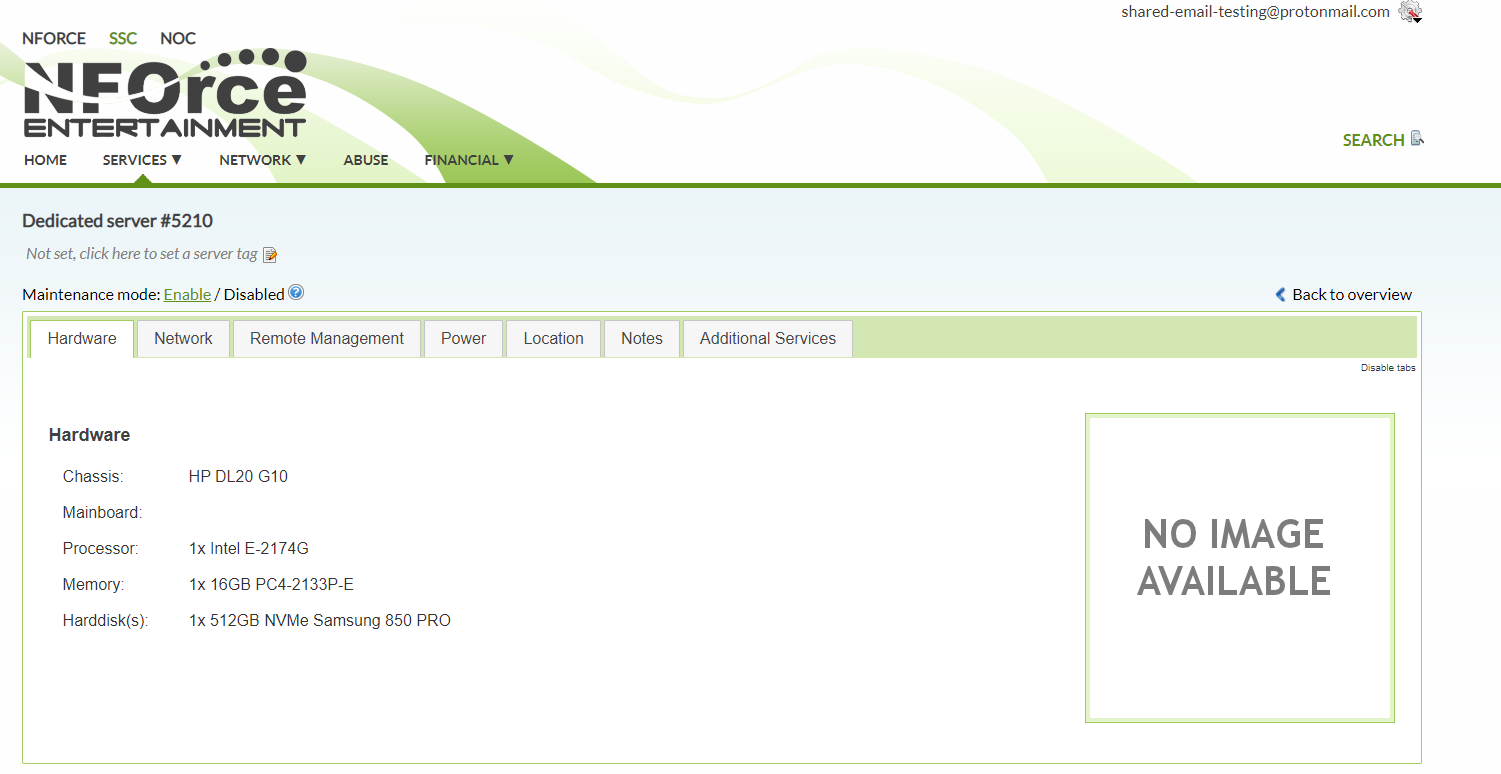 shared-email-testing@protonmail.com
NFORCE SSC NOC
NFOrce
ENTERTAINMENT
SEARCH
HOME SERVICES ▼ NETWORK ▼ ABUSE FINANCIAL ▼
Dedicated server #5210
Not set, click here to set a server tag
Maintenance mode: Enable / Disabled ?
Back to overview
Hardware Network Remote Management Power Location Notes Additional Services
Disable tabs
Hardware
Chassis: HP DL20 G10
Mainboard:
Processor: 1x Intel E-2174G
Memory: 1x 16GB PC4-2133P-E
Harddisk(s): 1x 512GB NVMe Samsung 850 PRO
NO IMAGE
AVAILABLE